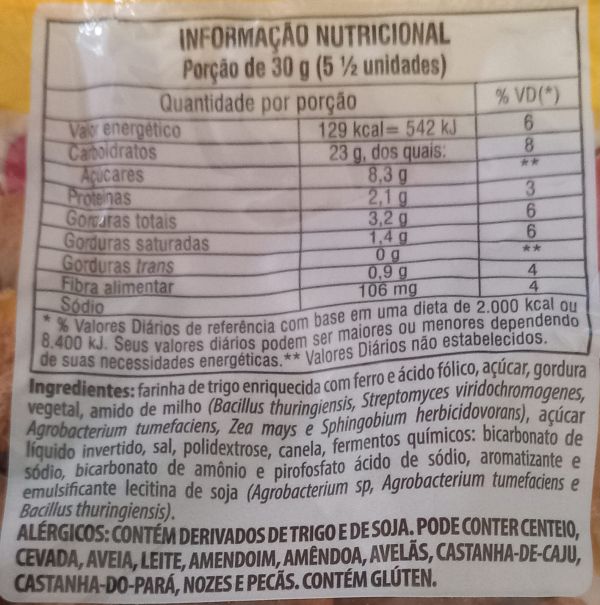 INFORMAÇÃO NUTRICIONAL
Porção de 30 g (5 ½ unidades)
Quantidade por porção % VD(*)
Valor energético 129 kcal= 542 kJ 6
Carboidratos 23 g, dos quais: 8
Açúcares 8,3 g **
Proteínas 2,1 g 3
Gorduras totais 3,2 g 6
Gorduras saturadas 1,4 g 6
Gorduras trans 0 g **
Fibra alimentar 0,9 g 4
Sódio 106 mg 4
* % Valores Diários de referência com base em uma dieta de 2.000 kcal ou
8.400 kJ. Seus valores diários podem ser maiores ou menores dependendo
de suas necessidades energéticas.** Valores Diários não estabelecidos.
Ingredientes: farinha de trigo enriquecida com ferro e ácido fólico, açúcar, gordura
vegetal, amido de milho (Bacillus thuringiensis, Streptomyces viridochromogenes,
Agrobacterium tumefaciens, Zea mays e Sphingobium herbicidovorans), açúcar
líquido invertido, sal, polidextrose, canela, fermentos químicos: bicarbonato de
sódio, bicarbonato de amônio e pirofosfato ácido de sódio, aromatizante e
emulsificante lecitina de soja (Agrobacterium sp, Agrobacterium tumefaciens e
Bacillus thuringiensis).
ALÉRGICOS: CONTÉM DERIVADOS DE TRIGO E DE SOJA. PODE CONTER CENTEIO,
CEVADA, AVEIA, LEITE, AMENDOIM, AMÊNDOA, AVELÃS, CASTANHA-DE-CAJU,
CASTANHA-DO-PARÁ, NOZES E PECÃS. CONTÉM GLÚTEN.